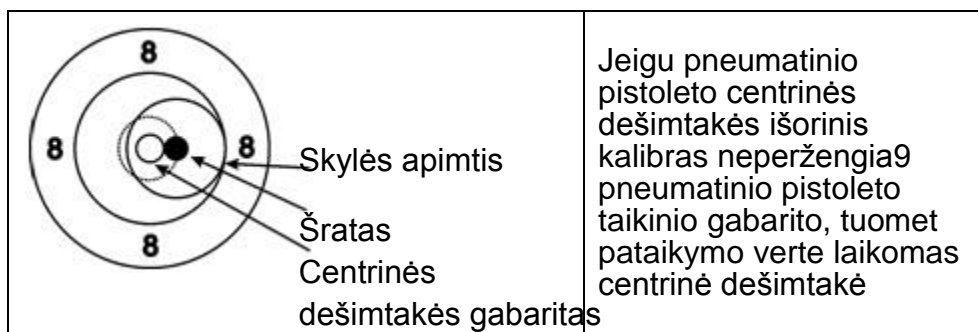 8
8
8
8
Skylės apimtis
Šratas
Centrinės
dešimtakės gabaritas
Jeigu pneumatinio
pistoleto centrinės
dešimtakės išorinis
kalibras neperžengia9
pneumatinio pistoleto
taikinio gabarito, tuomet
pataikymo verte laikomas
centrinė dešimtakė